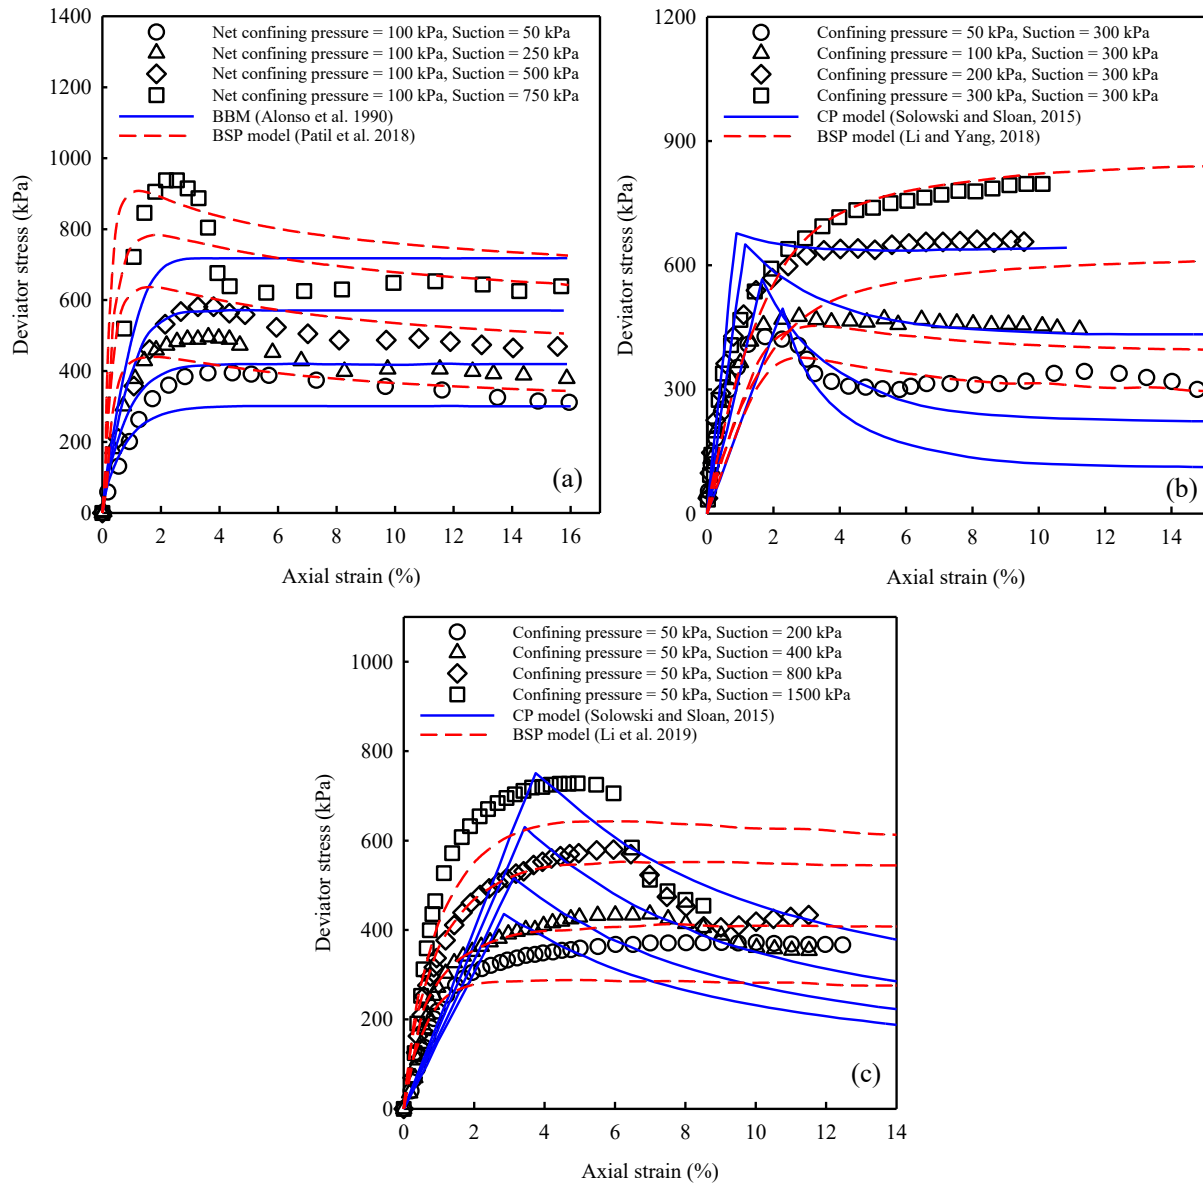 1400
1200
1000
800
600
400
200
0
Deviator stress (kPa)
Net confining pressure = 100 kPa, Suction = 50 kPa
Net confining pressure = 100 kPa, Suction = 250 kPa
Net confining pressure = 100 kPa, Suction = 500 kPa
Net confining pressure = 100 kPa, Suction = 750 kPa
BBM (Alonso et al. 1990)
BSP model (Patil et al. 2018)
(a)
0 2 4 6 8 10 12 14 16
Axial strain (%)
1200
900
600
300
0
Deviator stress (kPa)
Confining pressure = 50 kPa, Suction = 300 kPa
Confining pressure = 100 kPa, Suction = 300 kPa
Confining pressure = 200 kPa, Suction = 300 kPa
Confining pressure = 300 kPa, Suction = 300 kPa
CP model (Solowski and Sloan, 2015)
BSP model (Li and Yang, 2018)
(b)
0 2 4 6 8 10 12 14
Axial strain (%)
1000
800
600
400
200
0
Deviator stress (kPa)
Confining pressure = 50 kPa, Suction = 200 kPa
Confining pressure = 50 kPa, Suction = 400 kPa
Confining pressure = 50 kPa, Suction = 800 kPa
Confining pressure = 50 kPa, Suction = 1500 kPa
CP model (Solowski and Sloan, 2015)
BSP model (Li et al. 2019)
(c)
0 2 4 6 8 10 12 14
Axial strain (%)